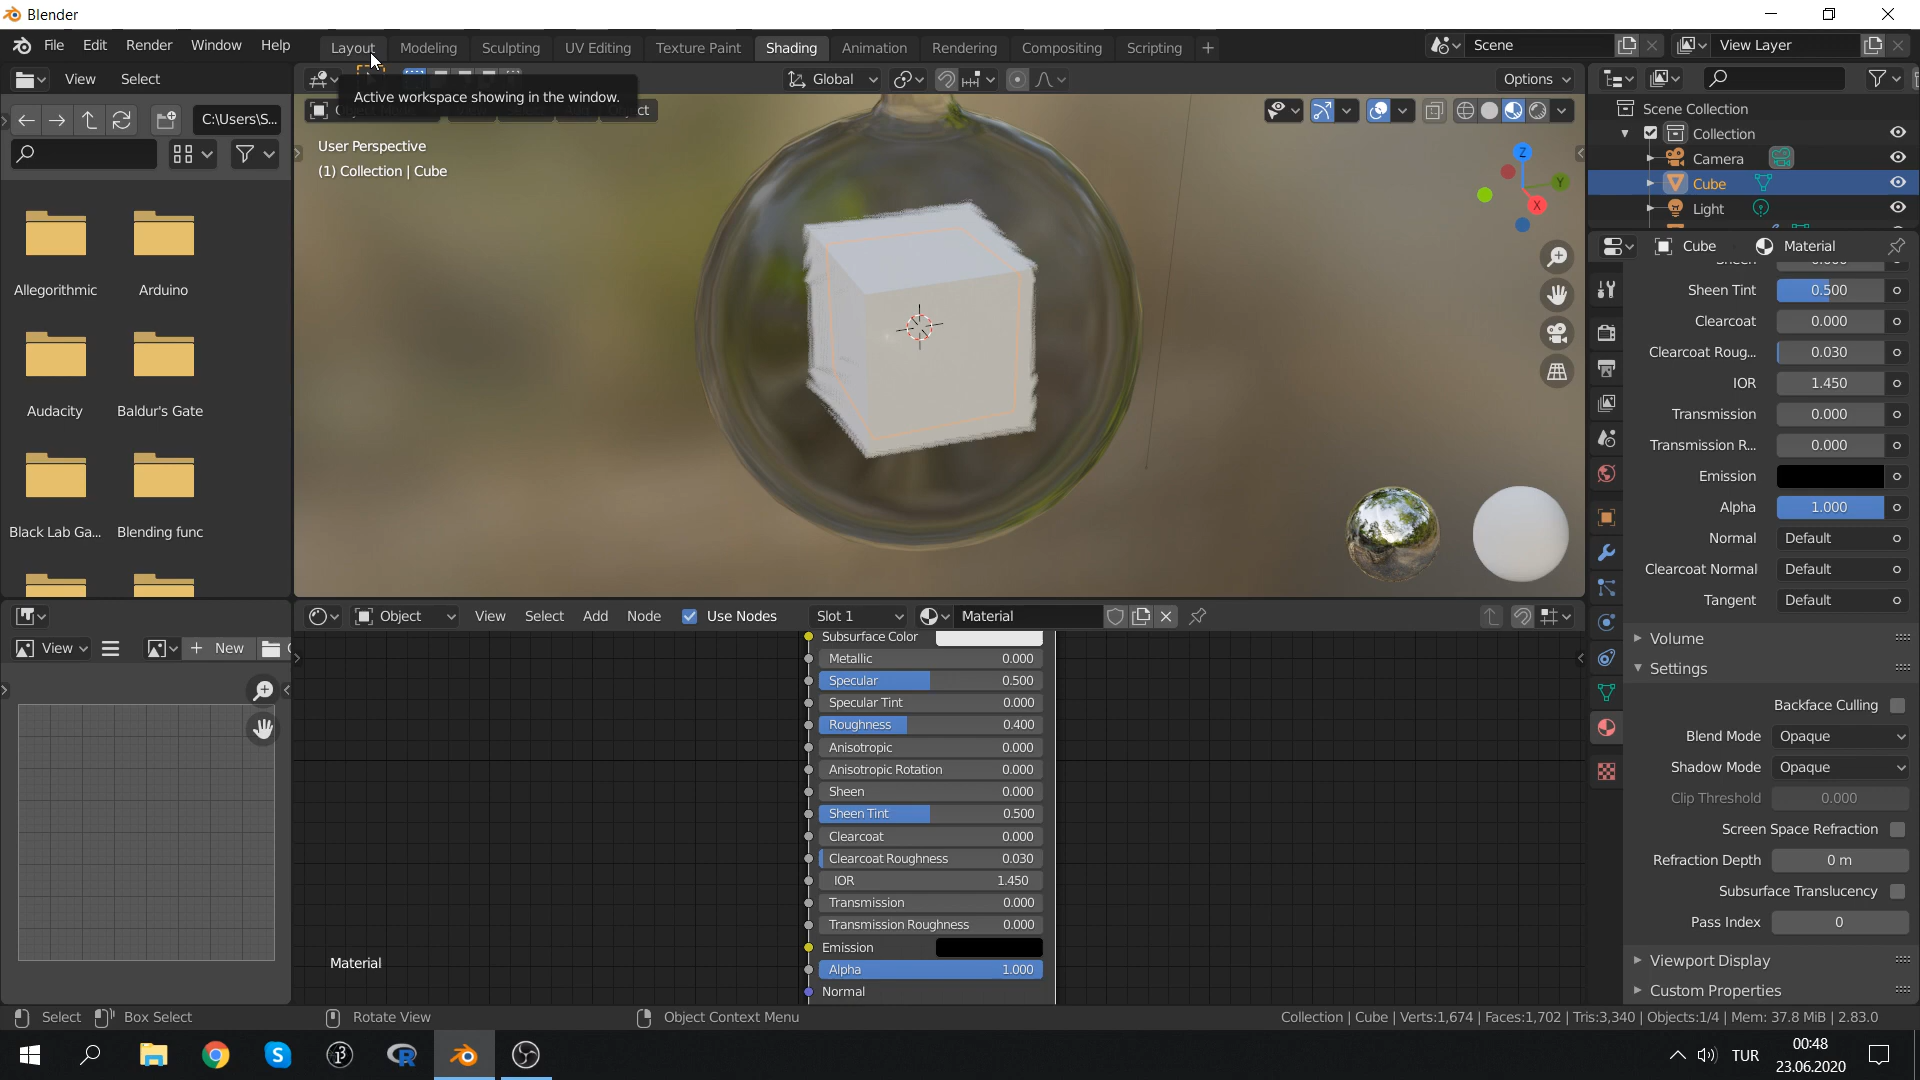 Blender
File Edit Render Window Help Layout Modeling Sculpting UV Editing Texture Paint Shading Animation Rendering Compositing Scripting + Scene View Layer
View Select Global Options
Active workspace showing in the window.
C:\Users\S...
User Perspective
(1) Collection | Cube
Z
Y
X
Allegorithmic Arduino
Audacity Baldur's Gate
Black Lab Ga... Blending func
Scene Collection
Collection
Camera
Cube
Light
Cube Material
Sheen Tint 0.500
Clearcoat 0.000
Clearcoat Roug... 0.030
IOR 1.450
Transmission 0.000
Transmission R... 0.000
Emission
Alpha 1.000
Normal Default
Clearcoat Normal Default
Tangent Default
Volume
Settings
Backface Culling
Blend Mode Opaque
Shadow Mode Opaque
Clip Threshold 0.000
Screen Space Refraction
Refraction Depth 0 m
Subsurface Translucency
Pass Index 0
Viewport Display
Custom Properties
View + New
Object View Select Add Node Use Nodes Slot 1 Material
Subsurface Color
Metallic 0.000
Specular 0.500
Specular Tint 0.000
Roughness 0.400
Anisotropic 0.000
Anisotropic Rotation 0.000
Sheen 0.000
Sheen Tint 0.500
Clearcoat 0.000
Clearcoat Roughness 0.030
IOR 1.450
Transmission 0.000
Transmission Roughness 0.000
Emission
Alpha 1.000
Normal
Material
Select Box Select Rotate View Object Context Menu Collection | Cube | Verts:1,674 | Faces:1,702 | Tris:3,340 | Objects:1/4 | Mem: 37.8 MiB | 2.83.0
TUR
00:48
23.06.2020